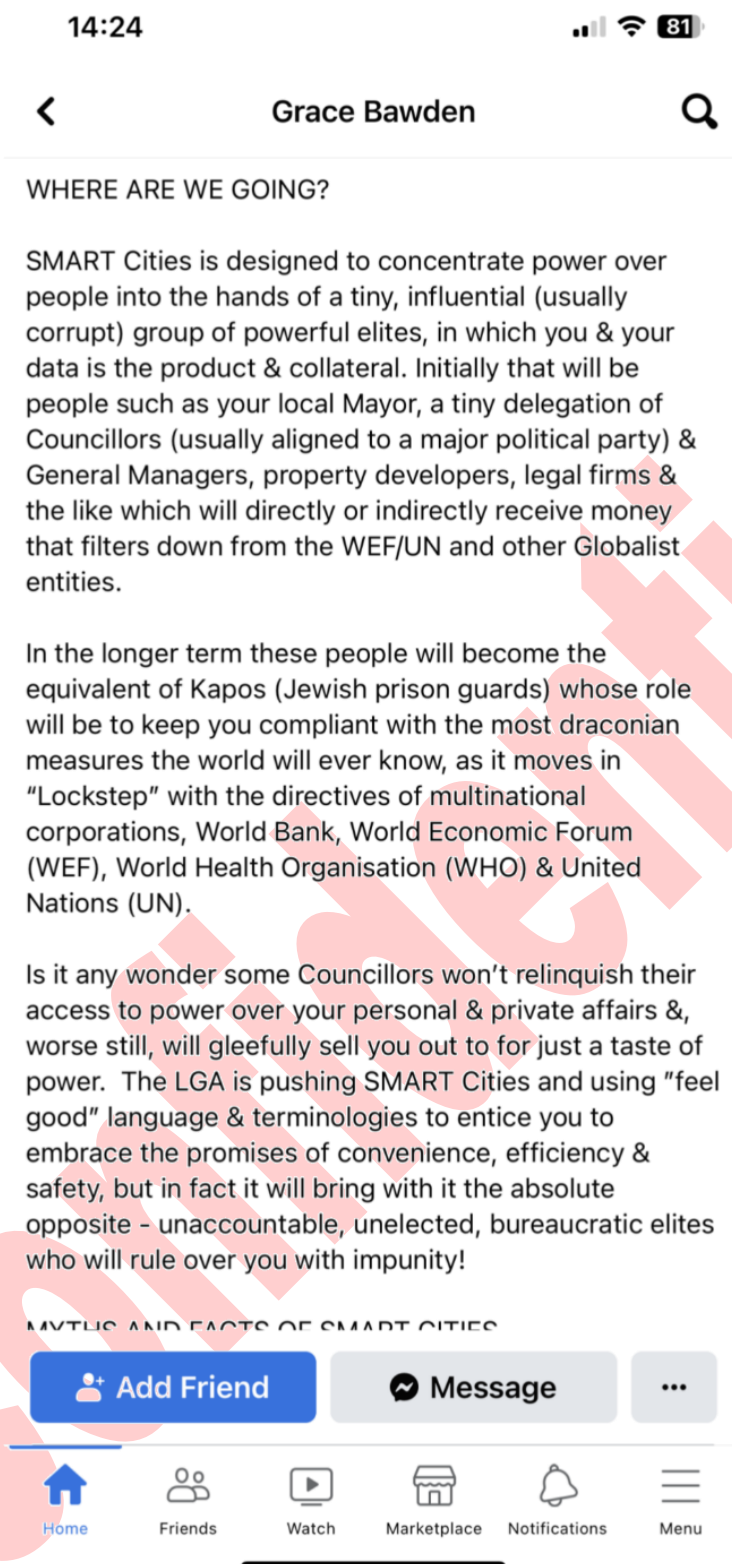 14:24
81
Grace Bawden
WHERE ARE WE GOING?
SMART Cities is designed to concentrate power over
people into the hands of a tiny, influential (usually
corrupt) group of powerful elites, in which you & your
data is the product & collateral. Initially that will be
people such as your local Mayor, a tiny delegation of
Councillors (usually aligned to a major political party) &
General Managers, property developers, legal firms &
the like which will directly or indirectly receive money
that filters down from the WEF/UN and other Globalist
entities.
In the longer term these people will become the
equivalent of Kapos (Jewish prison guards) whose role
will be to keep you compliant with the most draconian
measures the world will ever know, as it moves in
“Lockstep” with the directives of multinational
corporations, World Bank, World Economic Forum
(WEF), World Health Organisation (WHO) & United
Nations (UN).
Is it any wonder some Councillors won’t relinquish their
access to power over your personal & private affairs &,
worse still, will gleefully sell you out to for just a taste of
power.  The LGA is pushing SMART Cities and using "feel
good” language & terminologies to entice you to
embrace the promises of convenience, efficiency &
safety, but in fact it will bring with it the absolute
opposite - unaccountable, unelected, bureaucratic elites
who will rule over you with impunity!
MYTHS AND FACTS OF SMART CITIES
Add Friend
Message
Home
Friends
Watch
Marketplace
Notifications
Menu